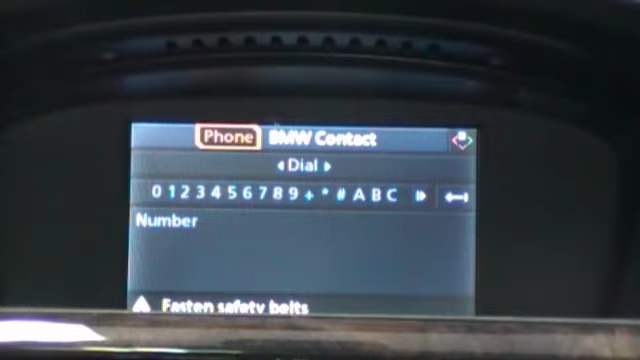 Phone BMW Contact
Dial
0 1 2 3 4 5 6 7 8 9 + * # A B C
Number
Fasten safety belts